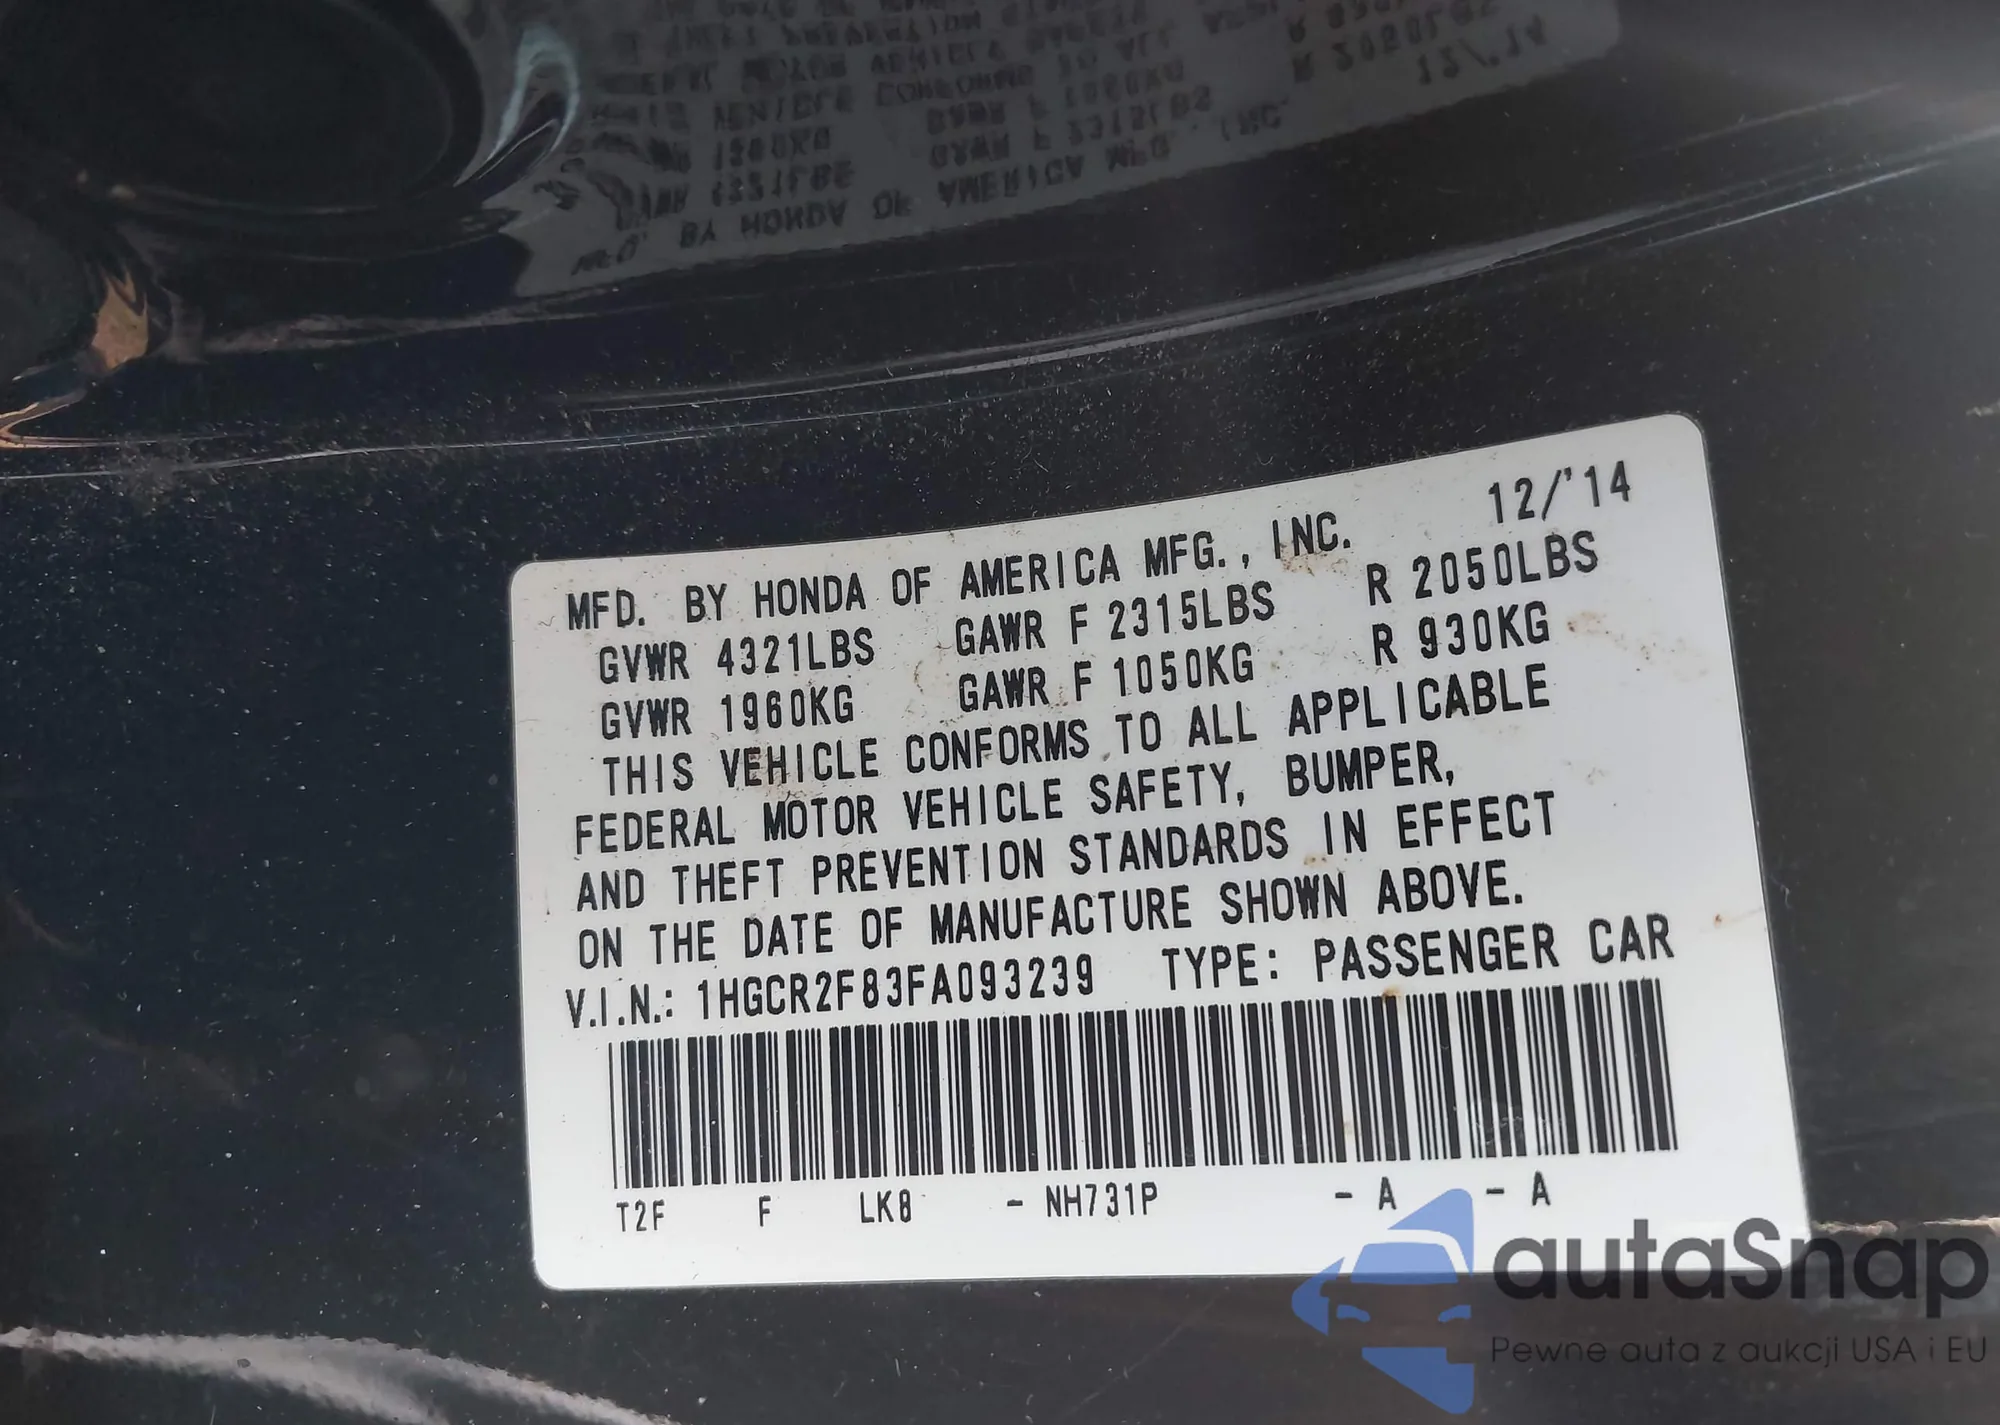 MFD. BY HONDA OF AMERICA MFG., INC. 12/'14
GVWR 4321LBS GAWR F 2315LBS R 2050LBS
GVWR 1960KG GAWR F 1050KG R 930KG
THIS VEHICLE CONFORMS TO ALL APPLICABLE
FEDERAL MOTOR VEHICLE SAFETY, BUMPER,
AND THEFT PREVENTION STANDARDS IN EFFECT
ON THE DATE OF MANUFACTURE SHOWN ABOVE.
V.I.N.: 1HGCR2F83FA093239 TYPE: PASSENGER CAR
T2F F LK8 - NH731P - A - A
autaSnap
Pewne auta z aukcji USA i EU